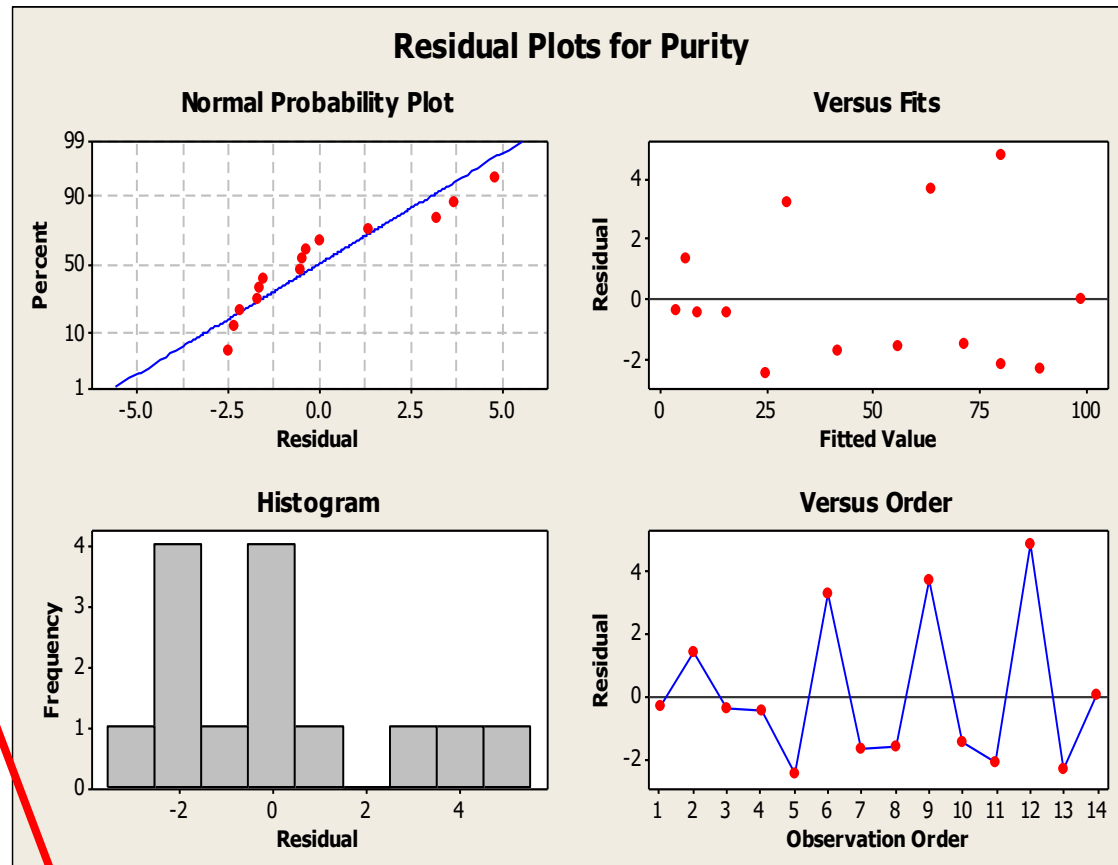 Residual Plots for Purity
Normal Probability Plot
99
90
50
10
1
Percent
-5.0 -2.5 0.0 2.5 5.0
Residual
Versus Fits
4
2
0
-2
Residual
0 25 50 75 100
Fitted Value
Histogram
4
3
2
1
0
Frequency
-2 0 2 4
Residual
Versus Order
4
2
0
-2
Residual
1 2 3 4 5 6 7 8 9 10 11 12 13 14
Observation Order